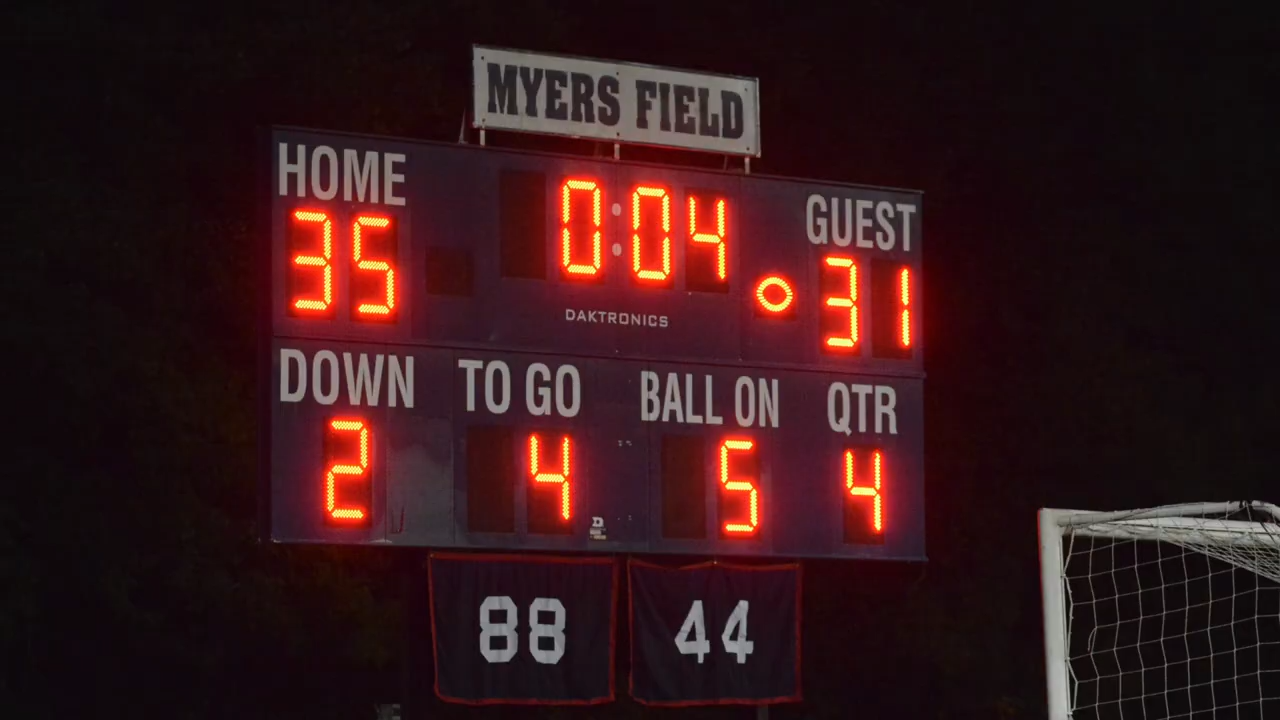 MYERS FIELD
HOME 0:04 GUEST
35 31
DAKTRONICS
DOWN TO GO BALL ON QTR
2 4 5 4
88 44